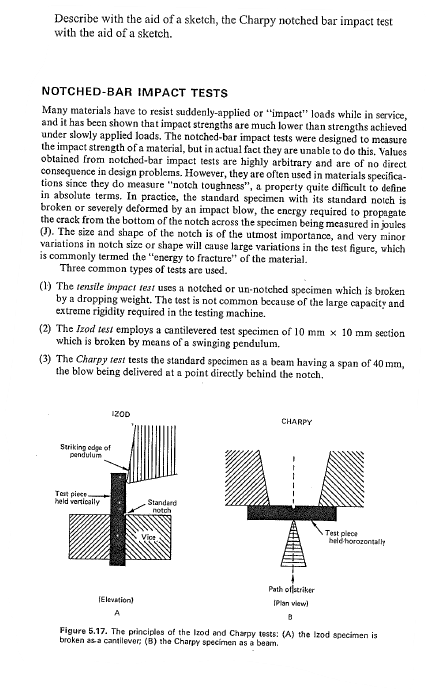 Describe with the aid of a sketch, the Charpy notched bar impact test
with the aid of a sketch.
NOTCHED-BAR IMPACT TESTS
Many materials have to resist suddenly-applied or “impact” loads while in service,
and it has been shown that impact strengths are much lower than strengths achieved
under slowly applied loads. The notched-bar impact tests were designed to measure
the impact strength of a material, but in actual fact they are unable to do this. Values
obtained from notched-bar impact tests are highly arbitrary and are of no direct
consequence in design problems. However, they are often used in materials specifica-
tions since they do measure “notch toughness”, a property quite difficult to define
in absolute terms. In practice, the standard specimen with its standard notch is
broken or severely deformed by an impact blow, the energy required to propagate
the crack from the bottom of the notch across the specimen being measured in joules
(J). The size and shape of the notch is of the utmost importance, and very minor
variations in notch size or shape will cause large variations in the test figure, which
is commonly termed the “energy to fracture” of the material.
Three common types of tests are used.
(1) The tensile impact test uses a notched or un-notched specimen which is broken
by a dropping weight. The test is not common because of the large capacity and
extreme rigidity required in the testing machine.
(2) The Izod test employs a cantilevered test specimen of 10 mm × 10 mm section
which is broken by means of a swinging pendulum.
(3) The Charpy test tests the standard specimen as a beam having a span of 40 mm,
the blow being delivered at a point directly behind the notch.
IZOD
Striking edge of
pendulum
Test piece
held vertically
Standard
notch
Vice
(Elevation)
A
CHARPY
Test piece
held horozontally
Path of striker
(Plan view)
B
Figure 5.17. The principles of the Izod and Charpy tests: (A) the Izod specimen is
broken as a cantilever; (B) the Charpy specimen as a beam.